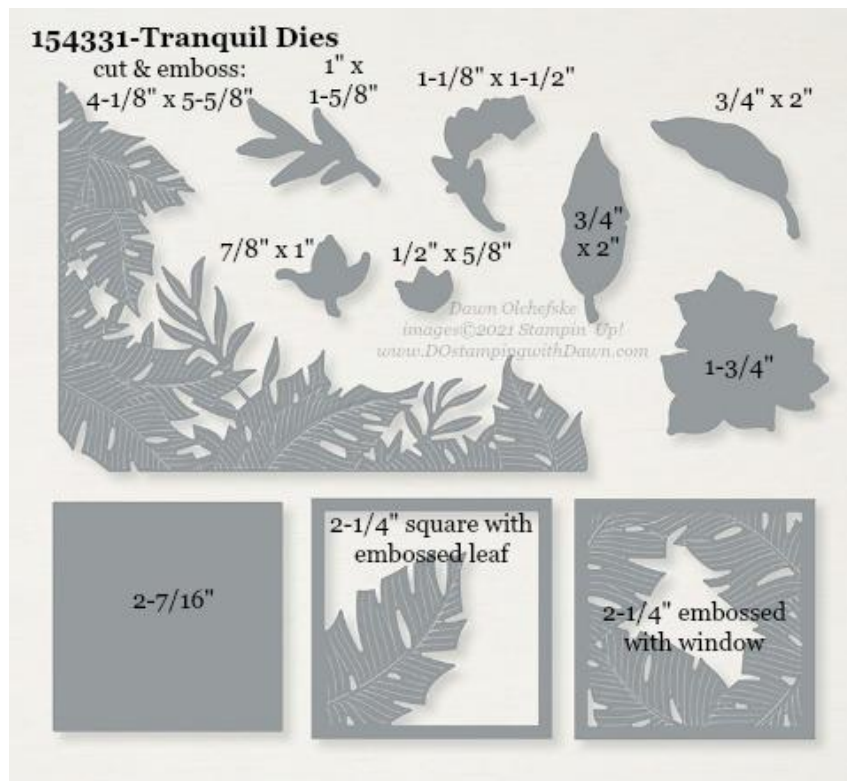 154331-Tranquil Dies
cut & emboss:
4-1/8" x 5-5/8"
1" x
1-5/8"
1-1/8" x 1-1/2"
3/4" x 2"
3/4"
x 2"
7/8" x 1"
1/2" x 5/8"
Dawn Olchefske
images©2021 Stampin' Up!
www.DOstampingwithDawn.com
1-3/4"
2-7/16"
2-1/4" square with
embossed leaf
2-1/4" embossed
with window